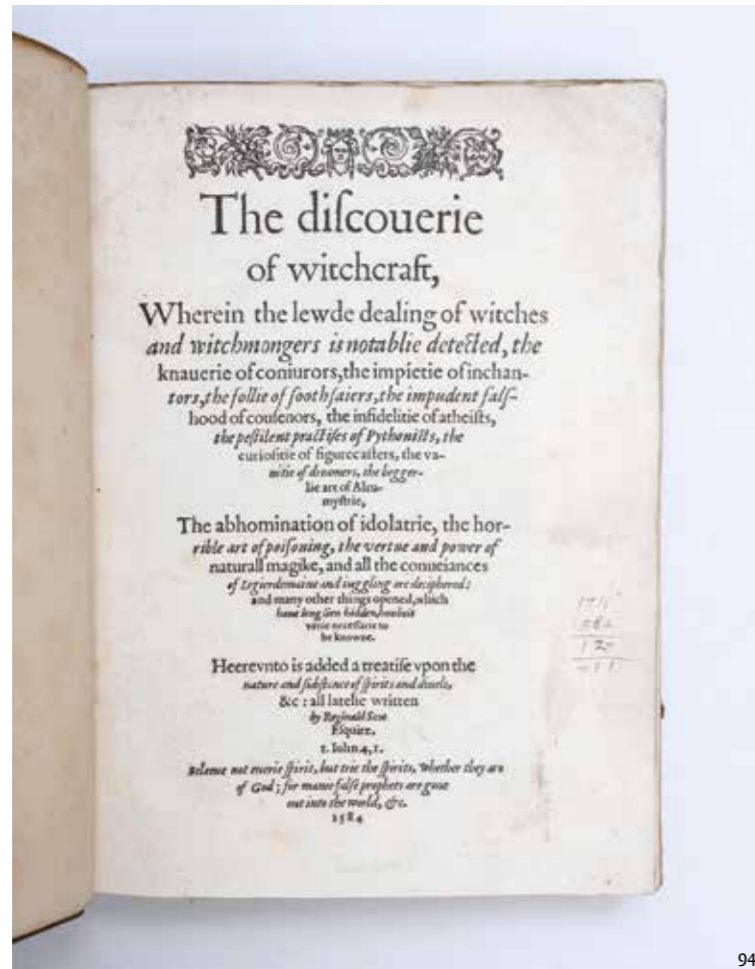 The diſcouerie
of witchcraft,
Wherein the lewde dealing of witches
and witchmongers is notablie detected, the
knauerie of coniurors, the impietie of inchan-
tors, the follie of ſoothſaiers, the impudent falſ-
hood of couſenors, the infidelitie of atheiſts,
the peſtilent practiſes of Pythoniſts, the
curioſitie of figurecaſters, the va-
nitie of dreamers, the begger-
lie art of Alcu-
myſtrie,
The abhomination of idolatrie, the hor-
rible art of poiſoning, the vertue and power of
naturall magike, and all the conueiances
of Legierdemaine and iuggling are deciphered:
and many other things opened, which
haue long lien hidden, howbeit
verie neceſſarie to
be knowne.
Heerevnto is added a treatiſe vpon the
nature and ſubſtance of ſpirits and diuels,
&c : all latelie written
by Reginald Scot
Eſquire.
1. Iohn. 4, 1.
Beleeue not euerie ſpirit, but trie the ſpirits, whether they are
of God; for manie falſe prophets are gone
out into the world, &c.
1584
94